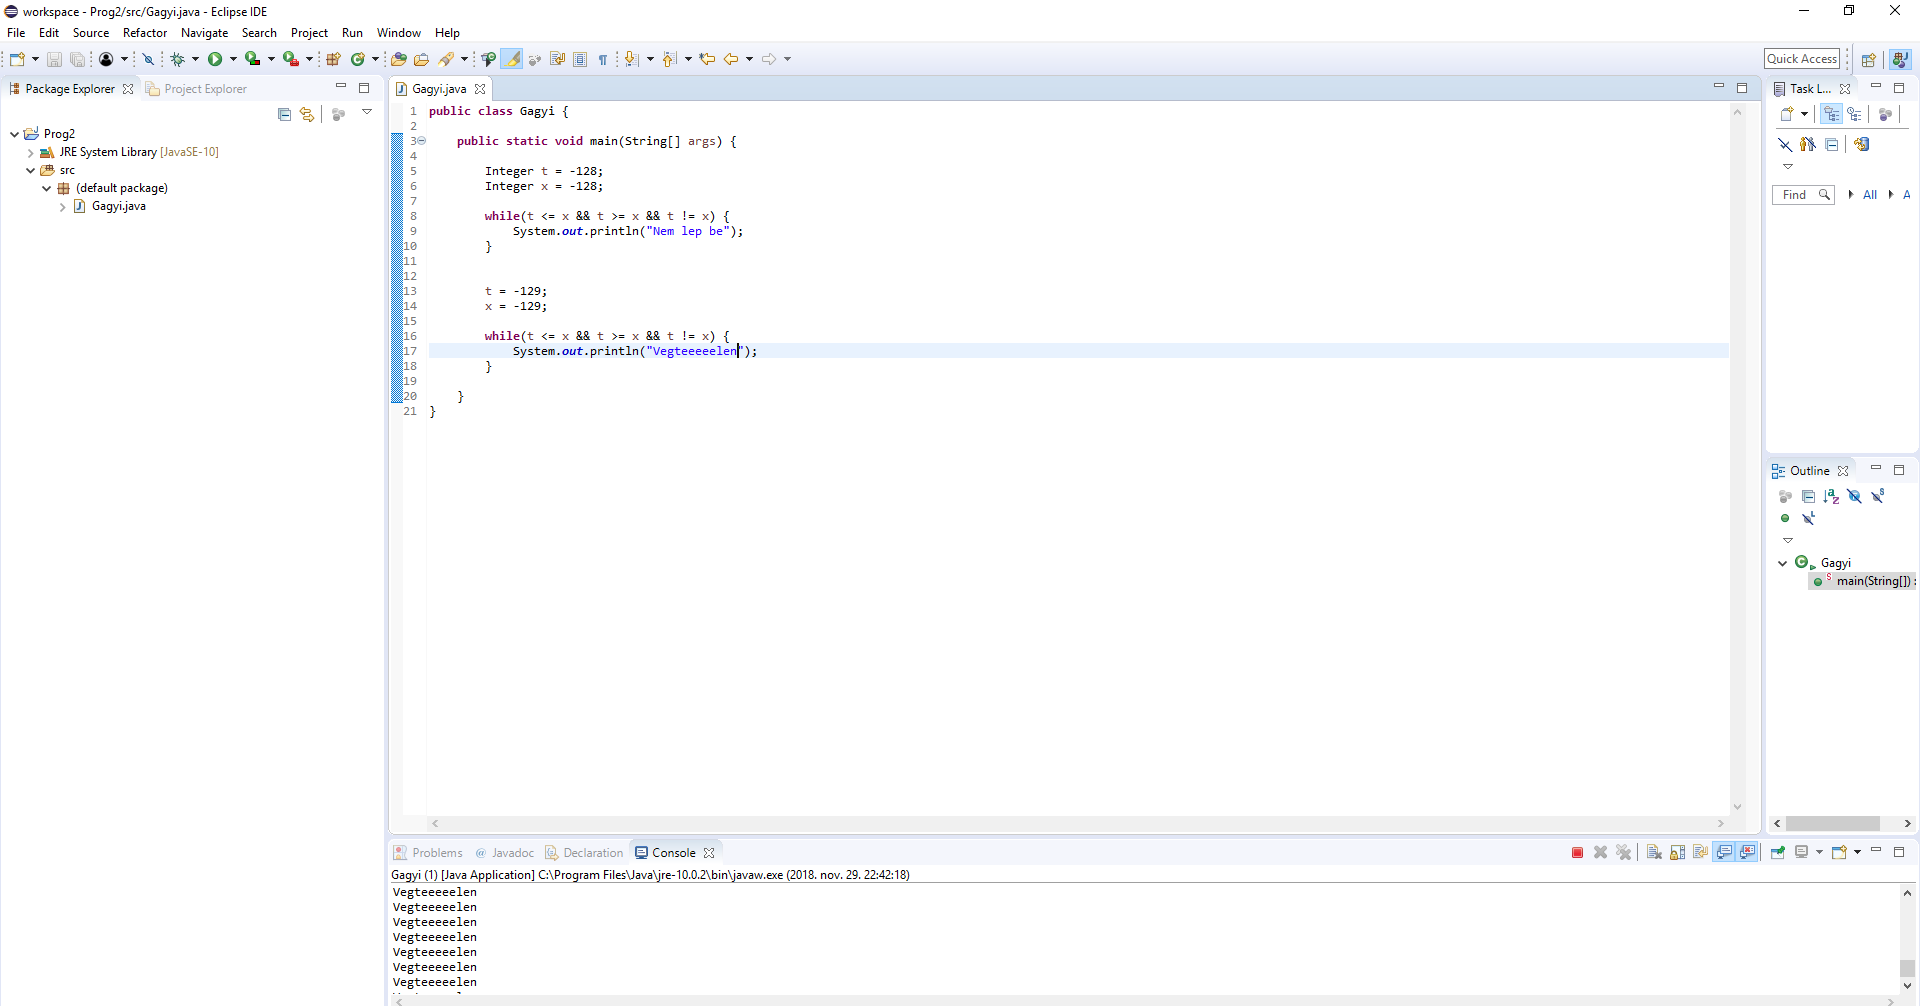 workspace - Prog2/src/Gagyi.java - Eclipse IDE
File Edit Source Refactor Navigate Search Project Run Window Help
Quick Access
Package Explorer Project Explorer
Prog2
JRE System Library [JavaSE-10]
src
(default package)
Gagyi.java
Gagyi.java
1 public class Gagyi {
2
3 public static void main(String[] args) {
4
5 Integer t = -128;
6 Integer x = -128;
7
8 while(t <= x && t >= x && t != x) {
9 System.out.println("Nem lep be");
10 }
11
12
13 t = -129;
14 x = -129;
15
16 while(t <= x && t >= x && t != x) {
17 System.out.println("Vegteeeeelen");
18 }
19
20 }
21 }
Task L...
Find All A
Outline
Gagyi
main(String[]) :
Problems @ Javadoc Declaration Console
Gagyi (1) [Java Application] C:\Program Files\Java\jre-10.0.2\bin\javaw.exe (2018. nov. 29. 22:42:18)
Vegteeeeelen
Vegteeeeelen
Vegteeeeelen
Vegteeeeelen
Vegteeeeelen
Vegteeeeelen
Vegteeeeelen